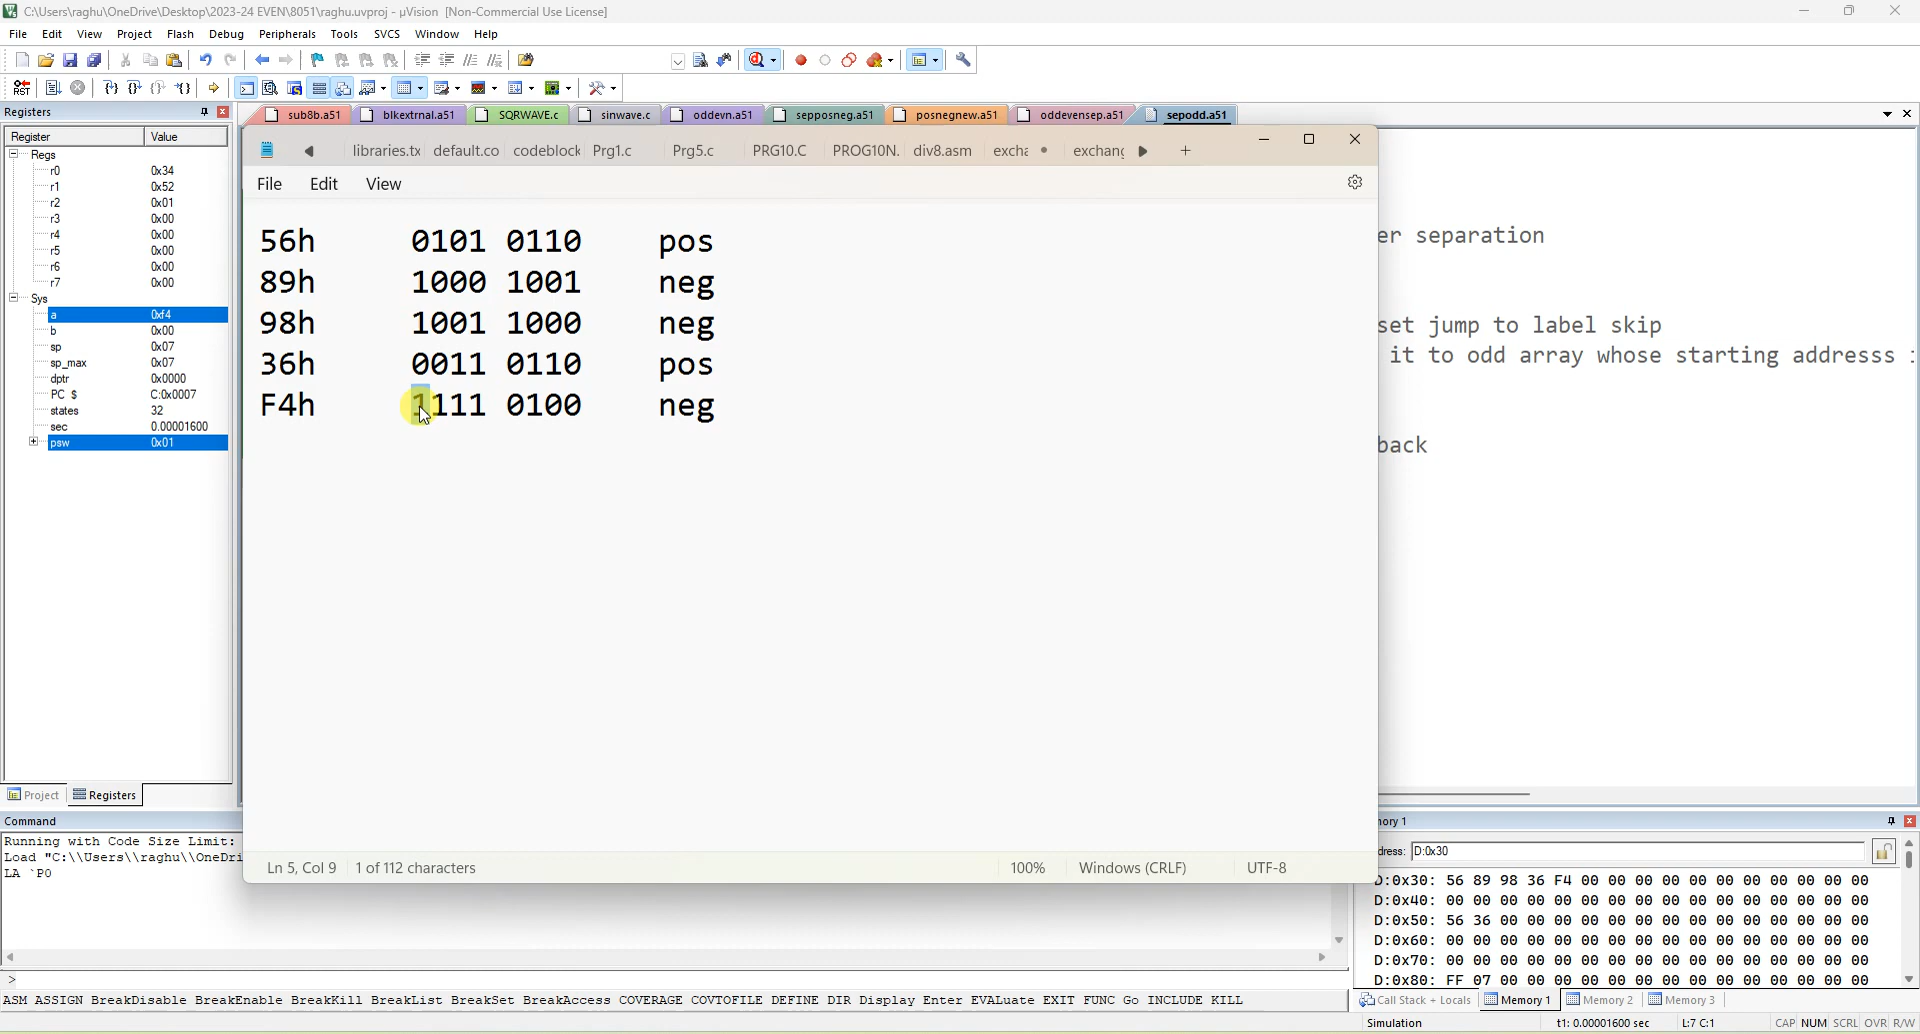 C:\Users\raghu\OneDrive\Desktop\2023-24 EVEN\8051\raghu.uvproj - µVision [Non-Commercial Use License]
File Edit View Project Flash Debug Peripherals Tools SVCS Window Help
Registers
sub8b.a51 blkextrnal.a51 SQRWAVE.c sinwave.c oddevn.a51 sepposneg.a51 posnegnew.a51 oddevensep.a51 sepodd.a51
Register Value
Regs
r0 0x34
r1 0x52
r2 0x01
r3 0x00
r4 0x00
r5 0x00
r6 0x00
r7 0x00
Sys
a 0xf4
b 0x00
sp 0x07
sp_max 0x07
dptr 0x0000
PC $ C:0x0007
states 32
sec 0.00001600
psw 0x01
Project Registers
libraries.tx default.co codeblock Prg1.c Prg5.c PRG10.C PROG10N. div8.asm excha • exchang +
File Edit View
56h 0101 0110 pos
89h 1000 1001 neg
98h 1001 1000 neg
36h 0011 0110 pos
F4h 1111 0100 neg
Ln 5, Col 9 1 of 112 characters 100% Windows (CRLF) UTF-8
er separation
set jump to label skip
it to odd array whose starting addresss
back
Command
Running with Code Size Limit:
Load "C:\\Users\\raghu\\OneDri
LA `P0
>
ASM ASSIGN BreakDisable BreakEnable BreakKill BreakList BreakSet BreakAccess COVERAGE COVTOFILE DEFINE DIR Display Enter EVALuate EXIT FUNC Go INCLUDE KILL
ory 1
dress: D:0x30
D:0x30: 56 89 98 36 F4 00 00 00 00 00 00 00 00 00 00 00
D:0x40: 00 00 00 00 00 00 00 00 00 00 00 00 00 00 00 00
D:0x50: 56 36 00 00 00 00 00 00 00 00 00 00 00 00 00 00
D:0x60: 00 00 00 00 00 00 00 00 00 00 00 00 00 00 00 00
D:0x70: 00 00 00 00 00 00 00 00 00 00 00 00 00 00 00 00
D:0x80: FF 07 00 00 00 00 00 00 00 00 00 00 00 00 00 00
Call Stack + Locals Memory 1 Memory 2 Memory 3
Simulation t1: 0.00001600 sec L:7 C:1 CAP NUM SCRL OVR R/W